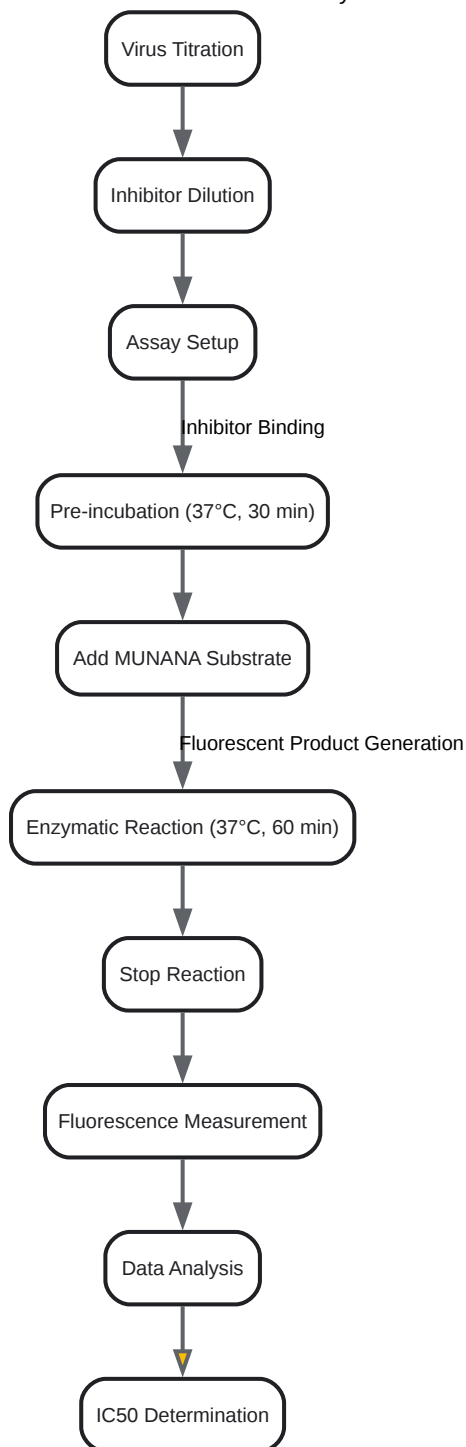 Virus Titration
Inhibitor Dilution
Assay Setup
Inhibitor Binding
Pre-incubation (37°C, 30 min)
Add MUNANA Substrate
Fluorescent Product Generation
Enzymatic Reaction (37°C, 60 min)
Stop Reaction
Fluorescence Measurement
Data Analysis
IC50 Determination